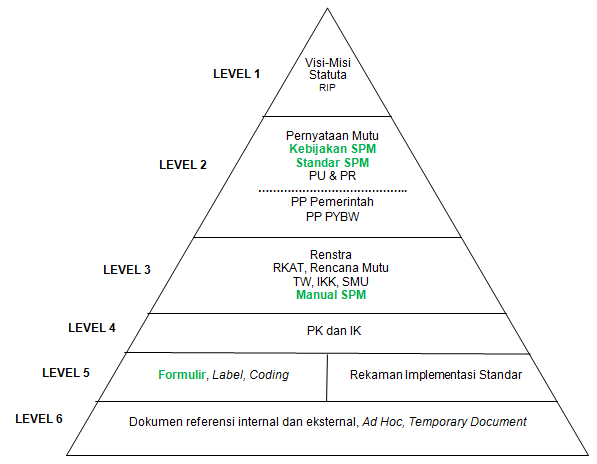 LEVEL 1
Visi-Misi
Statuta
RIP
LEVEL 2
Pernyataan Mutu
Kebijakan SPM
Standar SPM
PU & PR
PP Pemerintah
PP PYBW
LEVEL 3
Renstra
RKAT, Rencana Mutu
TW, IKK, SMU
Manual SPM
LEVEL 4
PK dan IK
LEVEL 5
Formulir, Label, Coding
Rekaman Implementasi Standar
LEVEL 6
Dokumen referensi internal dan eksternal, Ad Hoc, Temporary Document